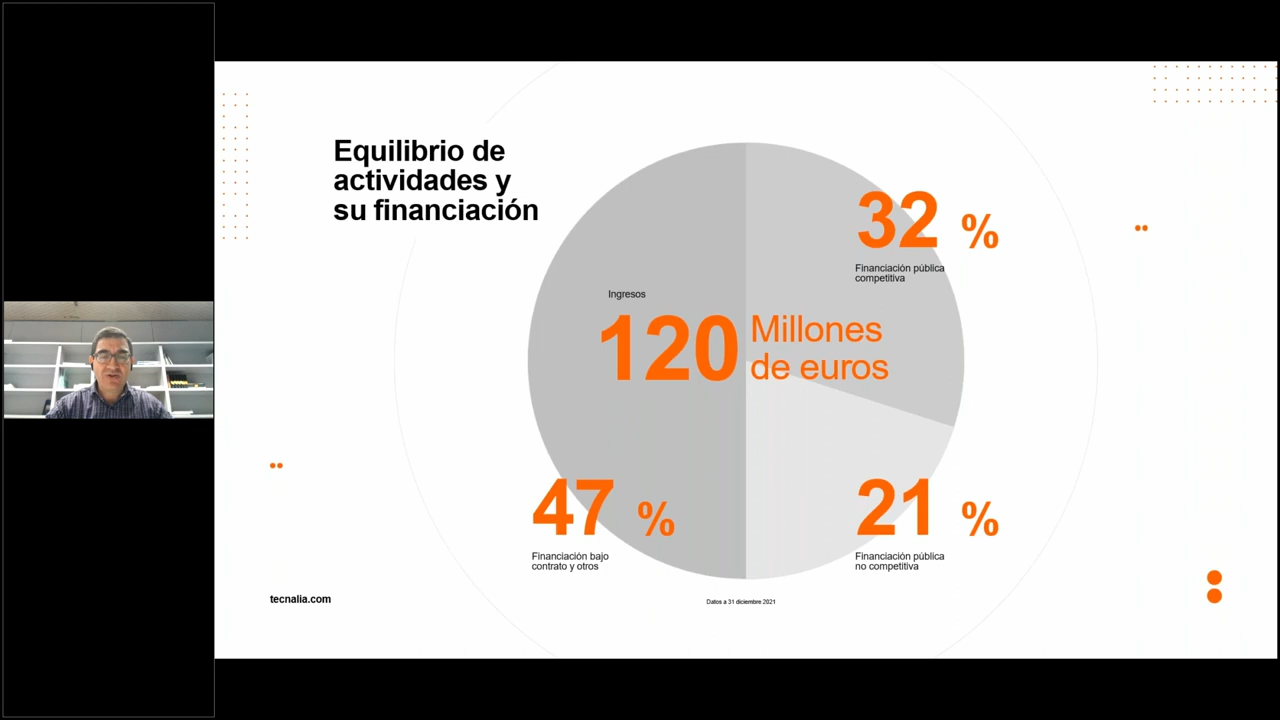 Equilibrio de
actividades y
su financiación
32 %
Financiación pública
competitiva
Ingresos
120 Millones
de euros
47 %
Financiación bajo
contrato y otros
21 %
Financiación pública
no competitiva
tecnalia.com
Datos a 31 diciembre 2021